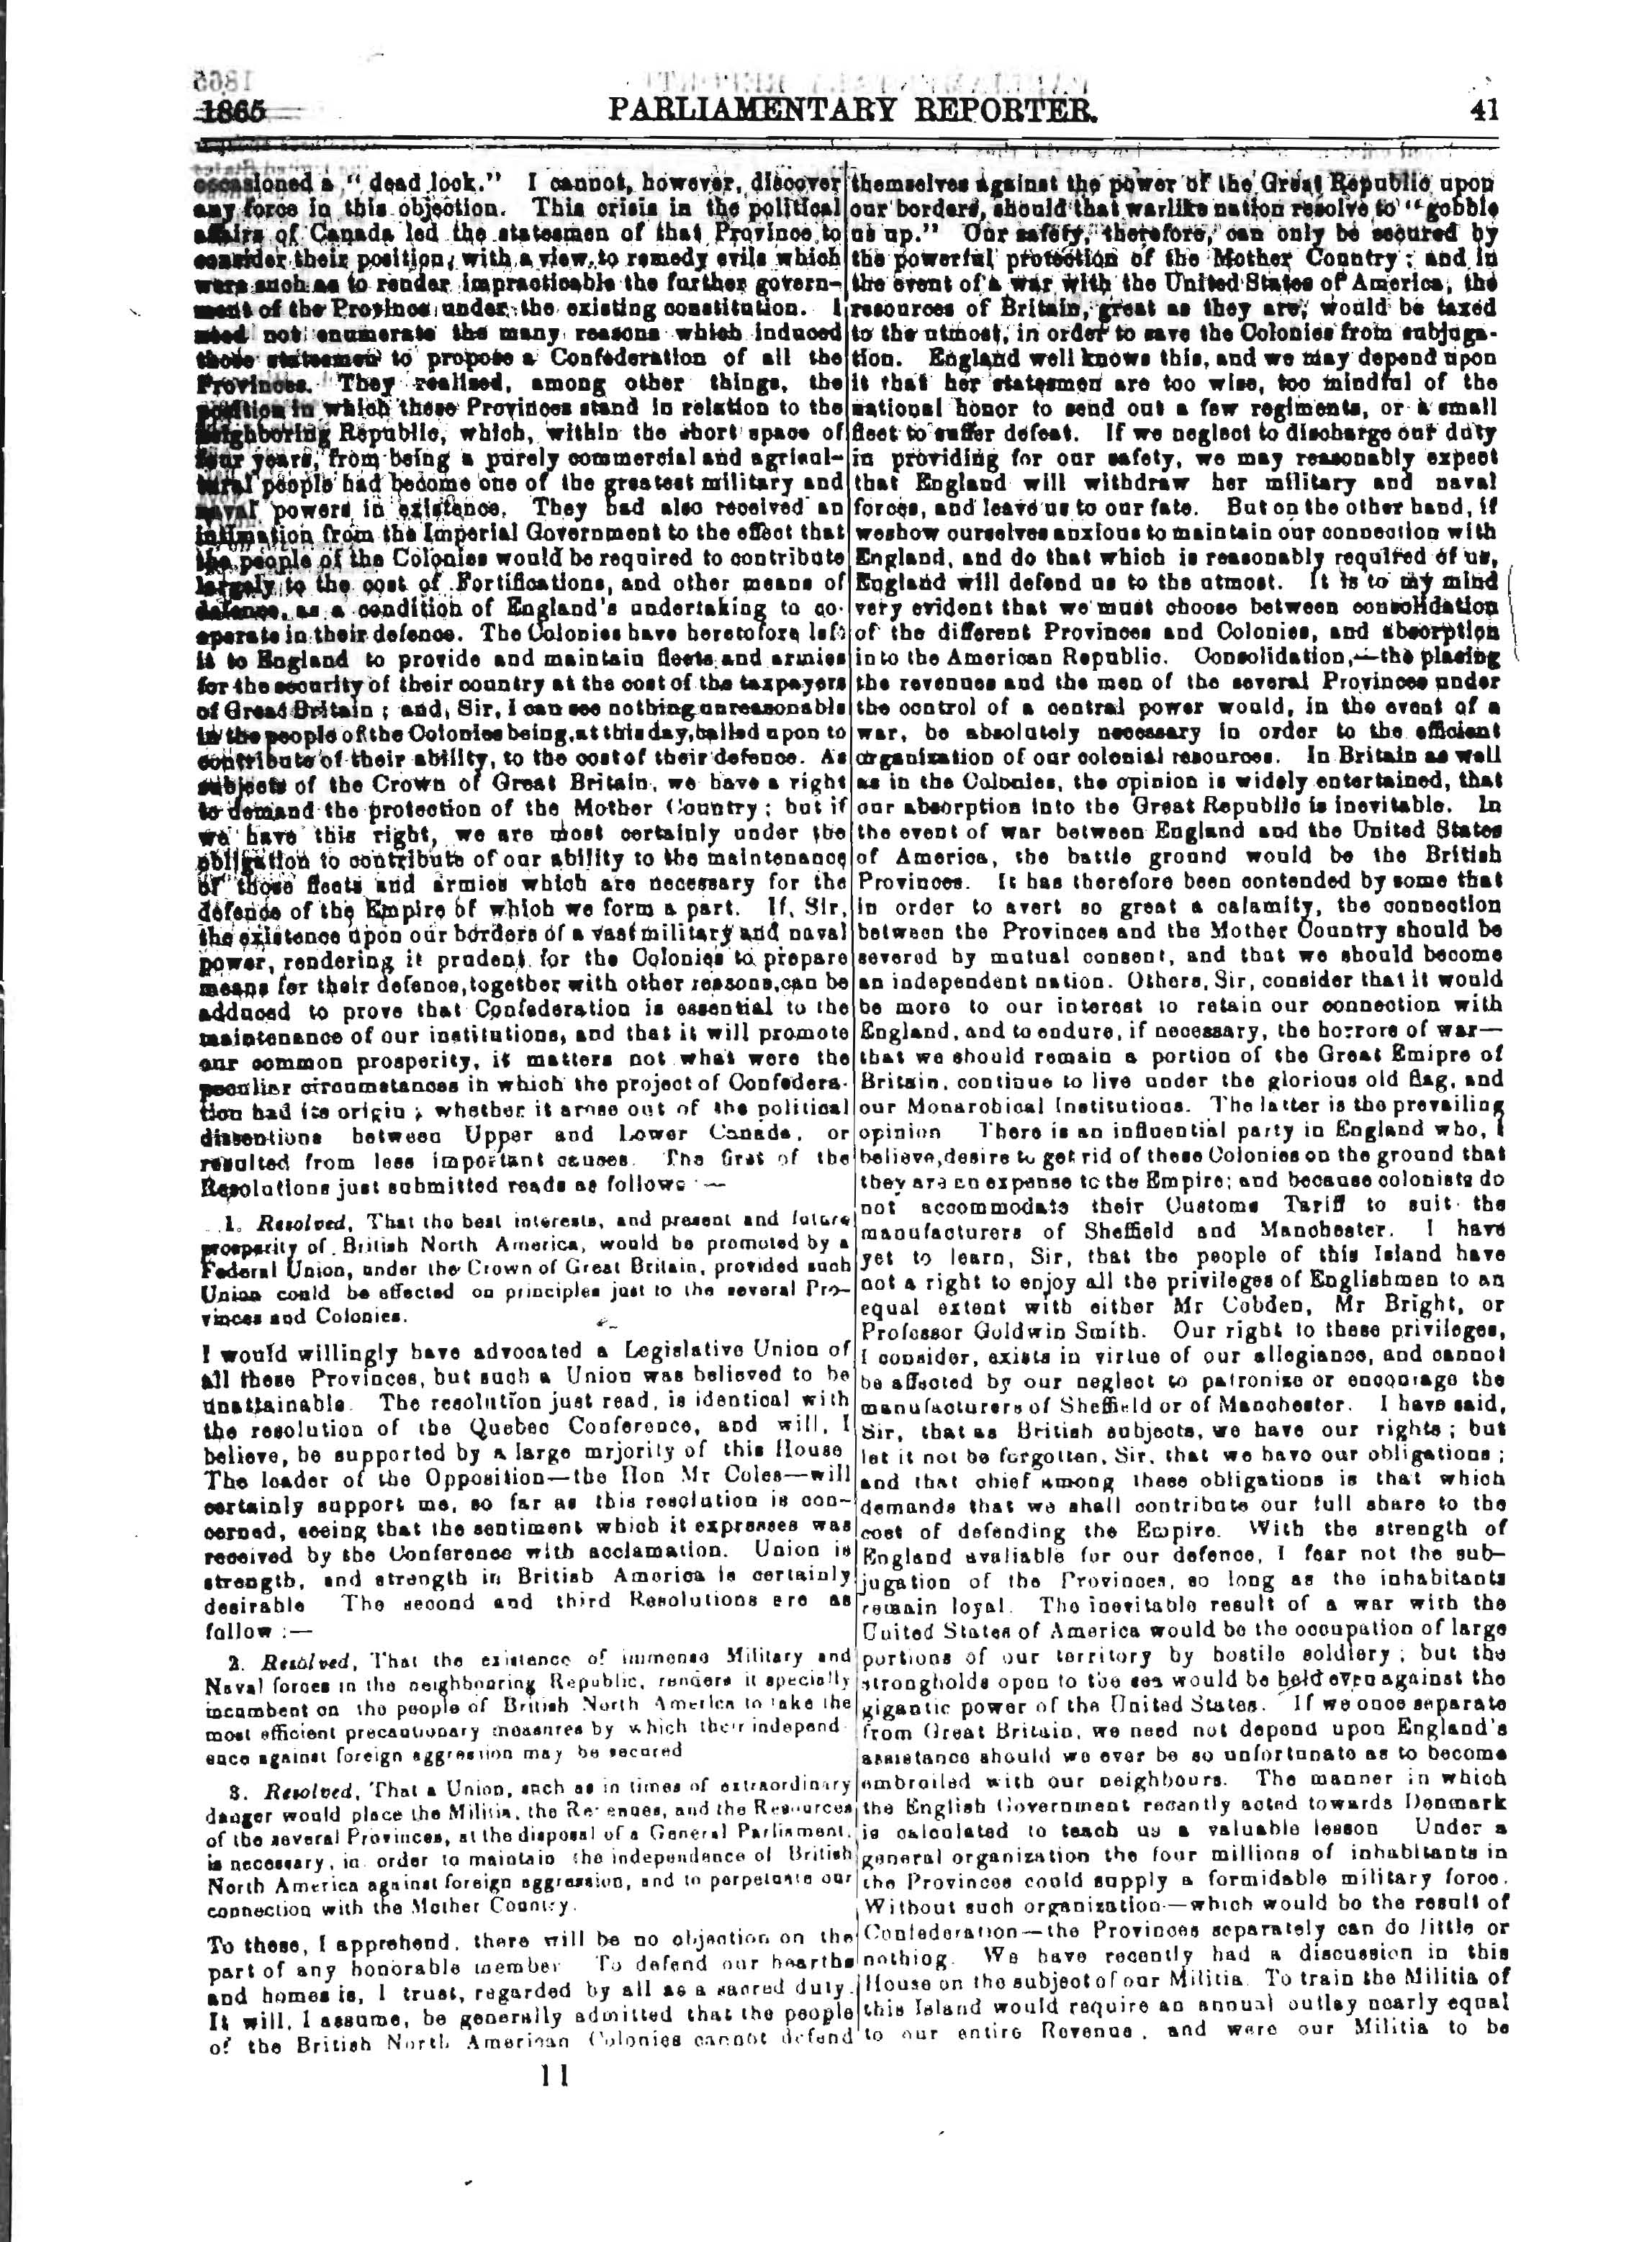 1865
PARLIAMENTARY REPORTER.
41
occasioned a "dead look." I cannot, however, discover
any force in this objection. This crisis in the political
affairs of Canada led the statesmen of that Province to
consider their position, with a view to remedy evils which
were such as to render impracticable the further govern-
ment of the Province under the existing constitution. I
need not enumerate the many reasons which induced
those statesmen to propose a Confederation of all the
Provinces. They realised, among other things, the
position in which these Provinces stand in relation to the
neighboring Republic, which, within the short space of
four years, from being a purely commercial and agricul-
tural people had become one of the greatest military and
naval powers in existence. They had also received an
intimation from the Imperial Government to the effect that
the people of the Colonies would be required to contribute
largely to the cost of Fortifications, and other means of
defence, as a condition of England's undertaking to co-
operate in their defence. The Colonies have heretofore left
it to England to provide and maintain fleets and armies
for the security of their country at the cost of the taxpayers
of Great Britain; and, Sir, I can see nothing unreasonable
in the people of the Colonies being, at this day, called upon to
contribute of their ability, to the cost of their defence. As
subjects of the Crown of Great Britain, we have a right
to demand the protection of the Mother Country; but if
we have this right, we are most certainly under the
obligation to contribute of our ability to the maintenance
of those fleets and armies which are necessary for the
defence of the Empire of which we form a part. If, Sir,
the existence upon our borders of a vast military and naval
power, rendering it prudent for the Colonies to prepare
means for their defence, together with other reasons, can be
adduced to prove that Confederation is essential to the
maintenance of our institutions, and that it will promote
our common prosperity, it matters not what were the
peculiar circumstances in which the project of Confedera-
tion had its origin; whether it arose out of the political
dissentions between Upper and Lower Canada, or
resulted from less important causes. The first of the
Resolutions just submitted reads as follows:—
1. Resolved, That the best interests, and present and future
prosperity of British North America, would be promoted by a
Federal Union, under the Crown of Great Britain, provided such
Union could be effected on principles just to the several Pro-
vinces and Colonies.
I would willingly have advocated a Legislative Union of
all these Provinces, but such a Union was believed to be
unattainable. The resolution just read, is identical with
the resolution of the Quebec Conference, and will, I
believe, be supported by a large mrjority of this House
The leader of the Opposition—the Hon Mr Coles—will
certainly support me, so far as this resolution is con-
cerned, seeing that the sentiment which it expresses was
received by the Conference with acclamation. Union is
strength, and strength in British America is certainly
desirable The second and third Resolutions are as
follow:—
2. Resolved, That the existence of immense Military and
Naval forces in the neighbouring Republic, renders it specially
incumbent on the people of British North America to take the
most efficient precautionary measures by which their independ
ence against foreign aggression may be secured
3. Resolved, That a Union, such as in times of extraordinary
danger would place the Militia, the Revenues, and the Resources
of the several Provinces, at the disposal of a General Parliament,
is necessary, in order to maintain the independence of British
North America against foreign aggression, and to perpetuate our
connection with the Mother Country.
To these, I apprehend, there will be no objection on the
part of any honorable member To defend our hearths
and homes is, I trust, regarded by all as a sacred duty.
It will, I assume, be generally admitted that the people
of the British North American Colonies cannot defend
themselves against the power of the Great Republic upon
our borders, should that warlike nation resolve to "gobble
us up." Our safety, therefore, can only be secured by
the powerful protection of the Mother Country; and in
the event of a war with the United States of America, the
resources of Britain, great as they are, would be taxed
to the utmost, in order to save the Colonies from subjuga-
tion. England well knows this, and we may depend upon
it that her statesmen are too wise, too mindful of the
national honor to send out a few regiments, or a small
fleet to suffer defeat. If we neglect to discharge our duty
in providing for our safety, we may reasonably expect
that England will withdraw her military and naval
forces, and leave us to our fate. But on the other hand, if
weshow ourselves anxious to maintain our connection with
England, and do that which is reasonably required of us,
England will defend us to the utmost. It is to my mind
very evident that we must choose between consolidation
of the different Provinces and Colonies, and absorption
into the American Republic. Consolidation,—the placing
the revenues and the men of the several Provinces under
the control of a central power would, in the event of a
war, be absolutely necessary in order to the efficient
organization of our colonial resources. In Britain as well
as in the Colonies, the opinion is widely entertained, that
our absorption into the Great Republic is inevitable. In
the event of war between England and the United States
of America, the battle ground would be the British
Provinces. It has therefore been contended by some that
in order to avert so great a calamity, the connection
between the Provinces and the Mother Country should be
severed by mutual consent, and that we should become
an independent nation. Others, Sir, consider that it would
be more to our interest to retain our connection with
England, and to endure, if necessary, the horrors of war—
that we should remain a portion of the Great Emipre of
Britain, continue to live under the glorious old flag, and
our Monarchical Institutions. The latter is the prevailing
opinion There is an influential party in England who, I
believe, desire to get rid of these Colonies on the ground that
they are an expense to the Empire; and because colonists do
not accommodate their Customs Tariff to suit the
manufacturers of Sheffield and Manchester. I have
yet to learn, Sir, that the people of this Island have
not a right to enjoy all the privileges of Englishmen to an
equal extent with either Mr Cobden, Mr Bright, or
Professor Goldwin Smith. Our right to these privileges,
I consider, exists in virtue of our allegiance, and cannot
be affected by our neglect to patronise or encourage the
manufacturers of Sheffield or of Manchester. I have said,
Sir, that as British subjects, we have our rights; but
let it not be forgotten, Sir, that we have our obligations;
and that chief among these obligations is that which
demands that we shall contribute our full share to the
cost of defending the Empire. With the strength of
England avaliable for our defence, I fear not the sub-
jugation of the Provinces, so long as the inhabitants
remain loyal. The inevitable result of a war with the
United States of America would be the occupation of large
portions of our territory by hostile soldiery; but the
strongholds open to the sea would be held even against the
gigantic power of the United States. If we once separate
from Great Britain, we need not depend upon England's
assistance should we ever be so unfortunate as to become
embroiled with our neighbours. The manner in which
the English Government recently acted towards Denmark
is calculated to teach us a valuable lesson Under a
general organization the four millions of inhabitants in
the Provinces could supply a formidable military force.
Without such organization—which would be the result of
Confederation—the Provinces separately can do little or
nothing. We have recently had a discussion in this
House on the subject of our Militia. To train the Militia of
this Island would require an annual outlay nearly equal
to our entire Revenue, and were our Militia to be
11